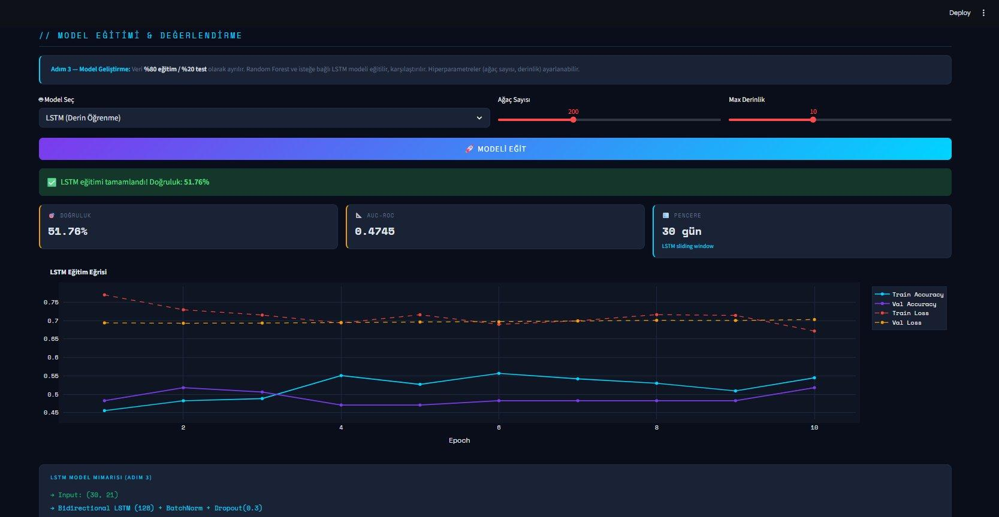 Deploy
// MODEL EĞİTİMİ & DEĞERLENDİRME
Adım 3 — Model Geliştirme: Veri %80 eğitim / %20 test olarak ayrılır. Random Forest ve isteğe bağlı LSTM modeli eğitilir, karşılaştırılır. Hiperparametreler (ağaç sayısı, derinlik) ayarlanabilir.
Model Seç
LSTM (Derin Öğrenme)
Ağaç Sayısı
200
Max Derinlik
10
🚀 MODELİ EĞİT
✅ LSTM eğitimi tamamlandı! Doğruluk: 51.76%
🎯 DOĞRULUK
51.76%
📐 AUC-ROC
0.4745
PENCERE
30 gün
LSTM sliding window
LSTM Eğitim Eğrisi
0.75
0.7
0.65
0.6
0.55
0.5
0.45
2 4 6 8 10
Epoch
Train Accuracy
Val Accuracy
Train Loss
Val Loss
LSTM MODEL MIMARISI (ADIM 3)
→ Input: (30, 21)
→ Bidirectional LSTM (128) + BatchNorm + Dropout(0.3)